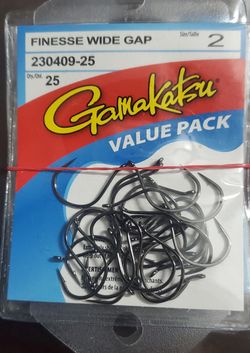 FINESSE WIDE GAP
Size/Taille
2
230409-25
Qty./Qté.
25
Gamakatsu
VALUE PACK